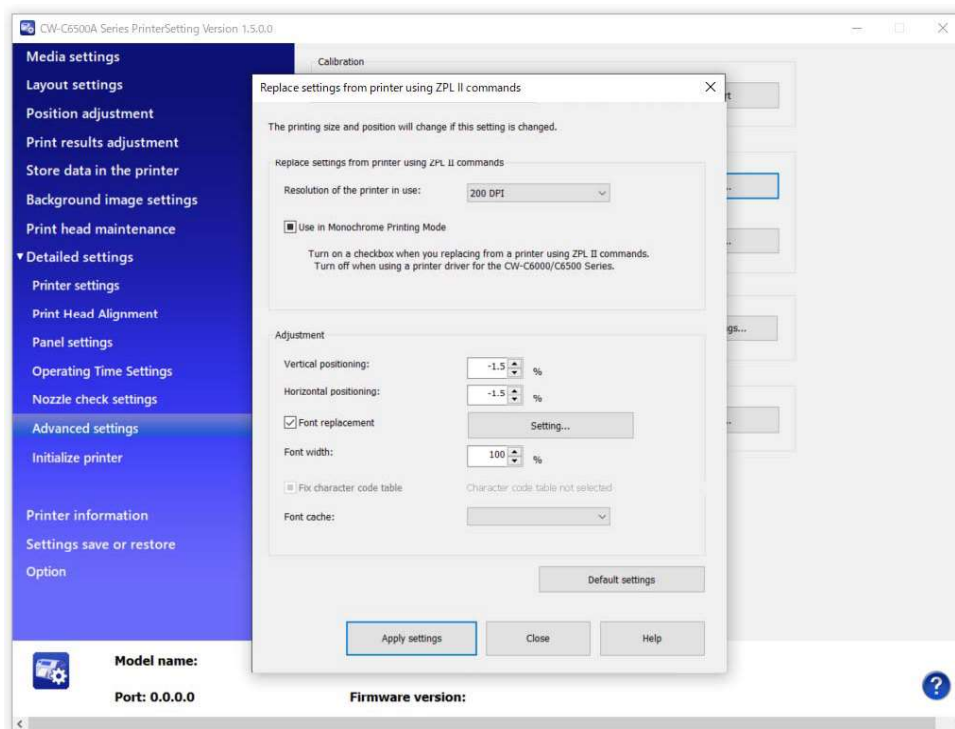 CW-C6500A Series PrinterSetting Version 1.5.0.0
Media settings
Layout settings
Position adjustment
Print results adjustment
Store data in the printer
Background image settings
Print head maintenance
Detailed settings
Printer settings
Print Head Alignment
Panel settings
Operating Time Settings
Nozzle check settings
Advanced settings
Initialize printer
Printer information
Settings save or restore
Option
Calibration
Replace settings from printer using ZPL II commands
The printing size and position will change if this setting is changed.
Replace settings from printer using ZPL II commands
Resolution of the printer in use: 200 DPI
Use in Monochrome Printing Mode
Turn on a checkbox when you replacing from a printer using ZPL II commands.
Turn off when using a printer driver for the CW-C6000/C6500 Series.
Adjustment
Vertical positioning: -1.5 %
Horizontal positioning: -1.5 %
Font replacement Setting...
Font width: 100 %
Fix character code table Character code table not selected
Font cache:
Default settings
Apply settings Close Help
Model name:
Port: 0.0.0.0 Firmware version:
?